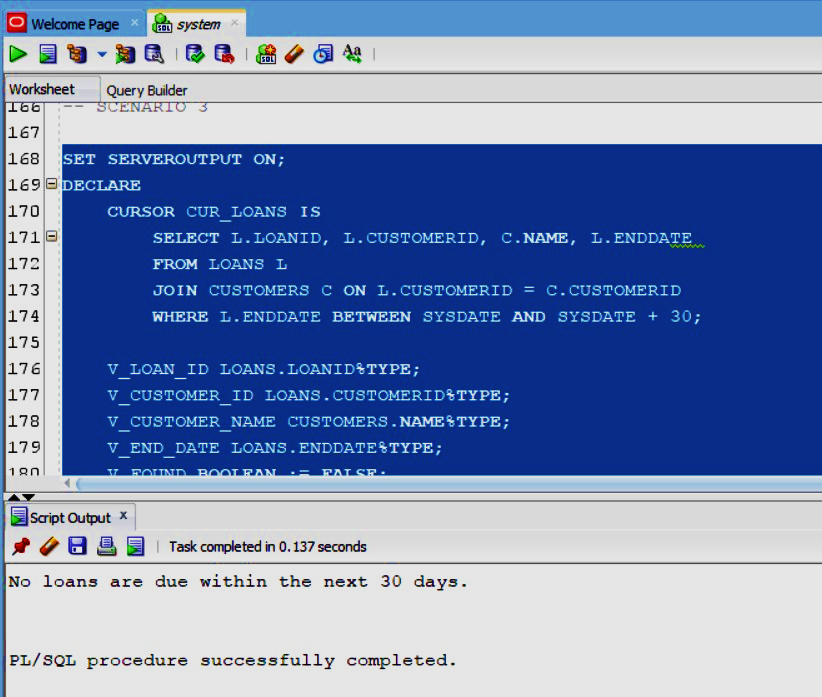 Welcome Page × system ×
Worksheet Query Builder
166 -- SCENARIO 3
167
168 SET SERVEROUTPUT ON;
169 DECLARE
170 CURSOR CUR_LOANS IS
171 SELECT L.LOANID, L.CUSTOMERID, C.NAME, L.ENDDATE
172 FROM LOANS L
173 JOIN CUSTOMERS C ON L.CUSTOMERID = C.CUSTOMERID
174 WHERE L.ENDDATE BETWEEN SYSDATE AND SYSDATE + 30;
175
176 V_LOAN_ID LOANS.LOANID%TYPE;
177 V_CUSTOMER_ID LOANS.CUSTOMERID%TYPE;
178 V_CUSTOMER_NAME CUSTOMERS.NAME%TYPE;
179 V_END_DATE LOANS.ENDDATE%TYPE;
180 V_FOUND BOOLEAN := FALSE;
Script Output x
Task completed in 0.137 seconds
No loans are due within the next 30 days.
PL/SQL procedure successfully completed.